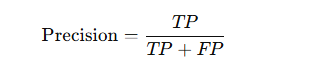 Precision = TP / (TP + FP)